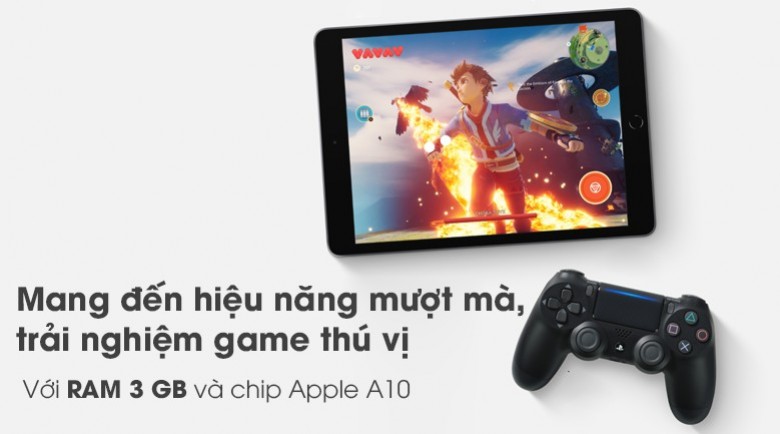 Mang đến hiệu năng mượt mà,
trải nghiệm game thú vị
Với RAM 3 GB và chip Apple A10